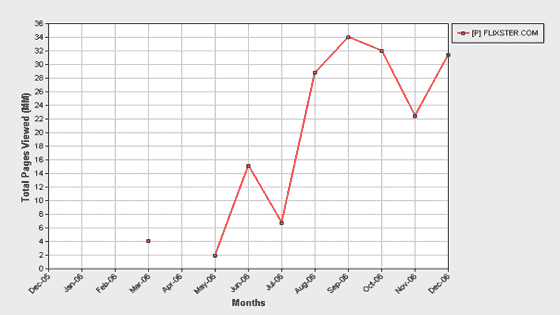 36
34
32
30
28
26
24
22
20
18
16
14
12
10
8
6
4
2
0
Total Pages Viewed (MM)
Dec-05
Jan-06
Feb-06
Mar-06
Apr-06
May-06
Jun-06
Jul-06
Aug-06
Sep-06
Oct-06
Nov-06
Dec-06
Months
[P] FLIXSTER.COM